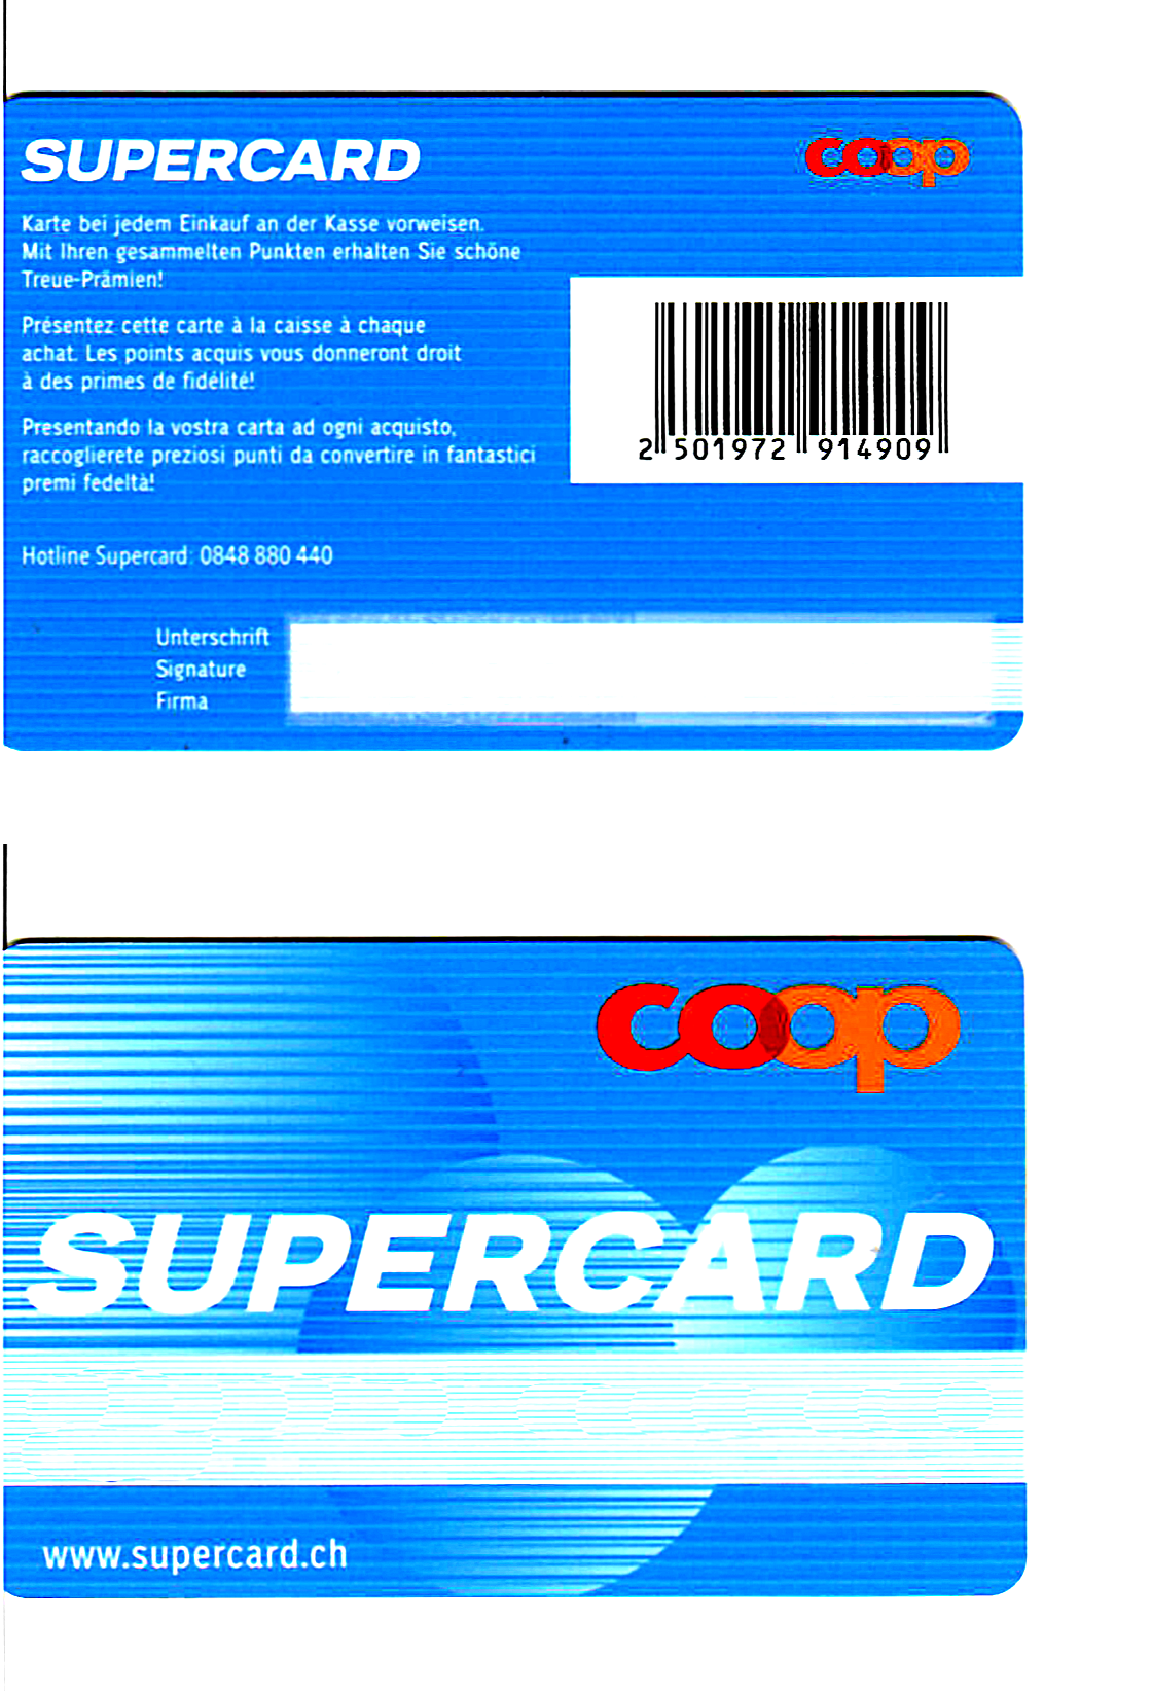 SUPERCARD
coop
Karte bei jedem Einkauf an der Kasse vorweisen.
Mit Ihren gesammelten Punkten erhalten Sie schöne
Treue-Prämien!
Présentez cette carte à la caisse à chaque
achat. Les points acquis vous donneront droit
à des primes de fidélité!
Presentando la vostra carta ad ogni acquisto,
raccoglierete preziosi punti da convertire in fantastici
premi fedeltà!
2 501972 914909
Hotline Supercard: 0848 880 440
Unterschrift
Signature
Firma
coop
SUPERCARD
www.supercard.ch